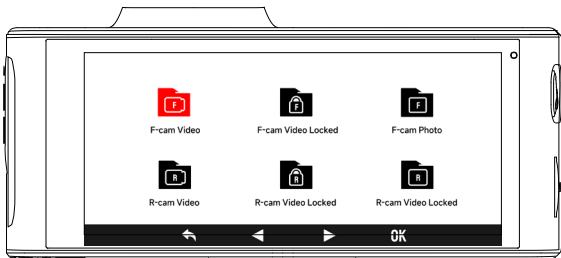 F F F
F-cam Video F-cam Video Locked F-cam Photo
R R R
R-cam Video R-cam Video Locked R-cam Video Locked
OK